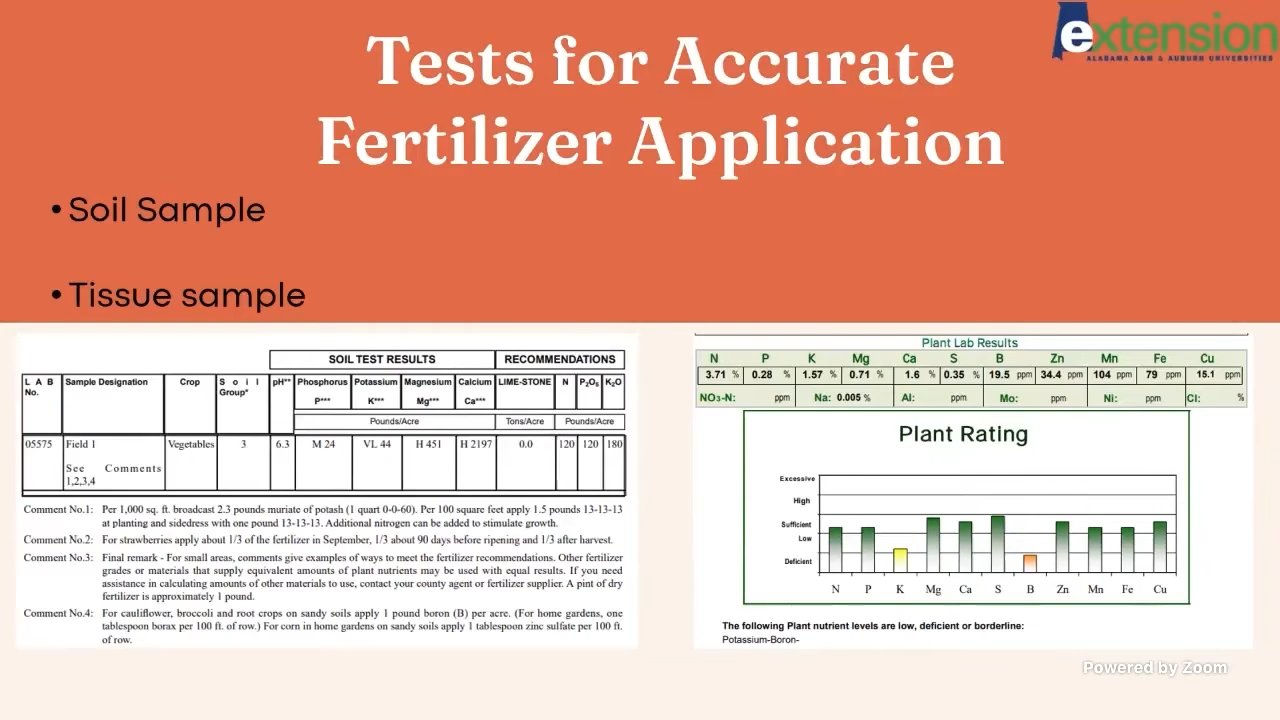 extension
ALABAMA A&M & AUBURN UNIVERSITIES
Tests for Accurate
Fertilizer Application
• Soil Sample
• Tissue sample
SOIL TEST RESULTS RECOMMENDATIONS
LAB No. Sample Designation Crop Soil Group* pH** Phosphorus P*** Potassium K*** Magnesium Mg*** Calcium Ca*** LIME-STONE N P₂O₅ K₂O
Pounds/Acre Tons/Acre Pounds/Acre
05575 Field 1 Vegetables 3 6.3 M 24 VL 44 H 451 H 2197 0.0 120 120 180
See Comments
1,2,3,4
Comment No.1: Per 1,000 sq. ft. broadcast 2.3 pounds muriate of potash (1 quart 0-0-60). Per 100 square feet apply 1.5 pounds 13-13-13
at planting and sidedress with one pound 13-13-13. Additional nitrogen can be added to stimulate growth.
Comment No.2: For strawberries apply about 1/3 of the fertilizer in September, 1/3 about 90 days before ripening and 1/3 after harvest.
Comment No.3: Final remark - For small areas, comments give examples of ways to meet the fertilizer recommendations. Other fertilizer
grades or materials that supply equivalent amounts of plant nutrients may be used with equal results. If you need
assistance in calculating amounts of other materials to use, contact your county agent or fertilizer supplier. A pint of dry
fertilizer is approximately 1 pound.
Comment No.4: For cauliflower, broccoli and root crops on sandy soils apply 1 pound boron (B) per acre. (For home gardens, one
tablespoon borax per 100 ft. of row.) For corn in home gardens on sandy soils apply 1 tablespoon zinc sulfate per 100 ft.
of row.
Plant Lab Results
N P K Mg Ca S B Zn Mn Fe Cu
3.71 % 0.28 % 1.57 % 0.71 % 1.6 % 0.35 % 19.5 ppm 34.4 ppm 104 ppm 79 ppm 15.1 ppm
NO₃-N: ppm Na: 0.005 % Al: ppm Mo: ppm Ni: ppm Cl: %
Plant Rating
Excessive
High
Sufficient
Low
Deficient
N P K Mg Ca S B Zn Mn Fe Cu
The following Plant nutrient levels are low, deficient or borderline:
Potassium-Boron-
Powered by Zoom